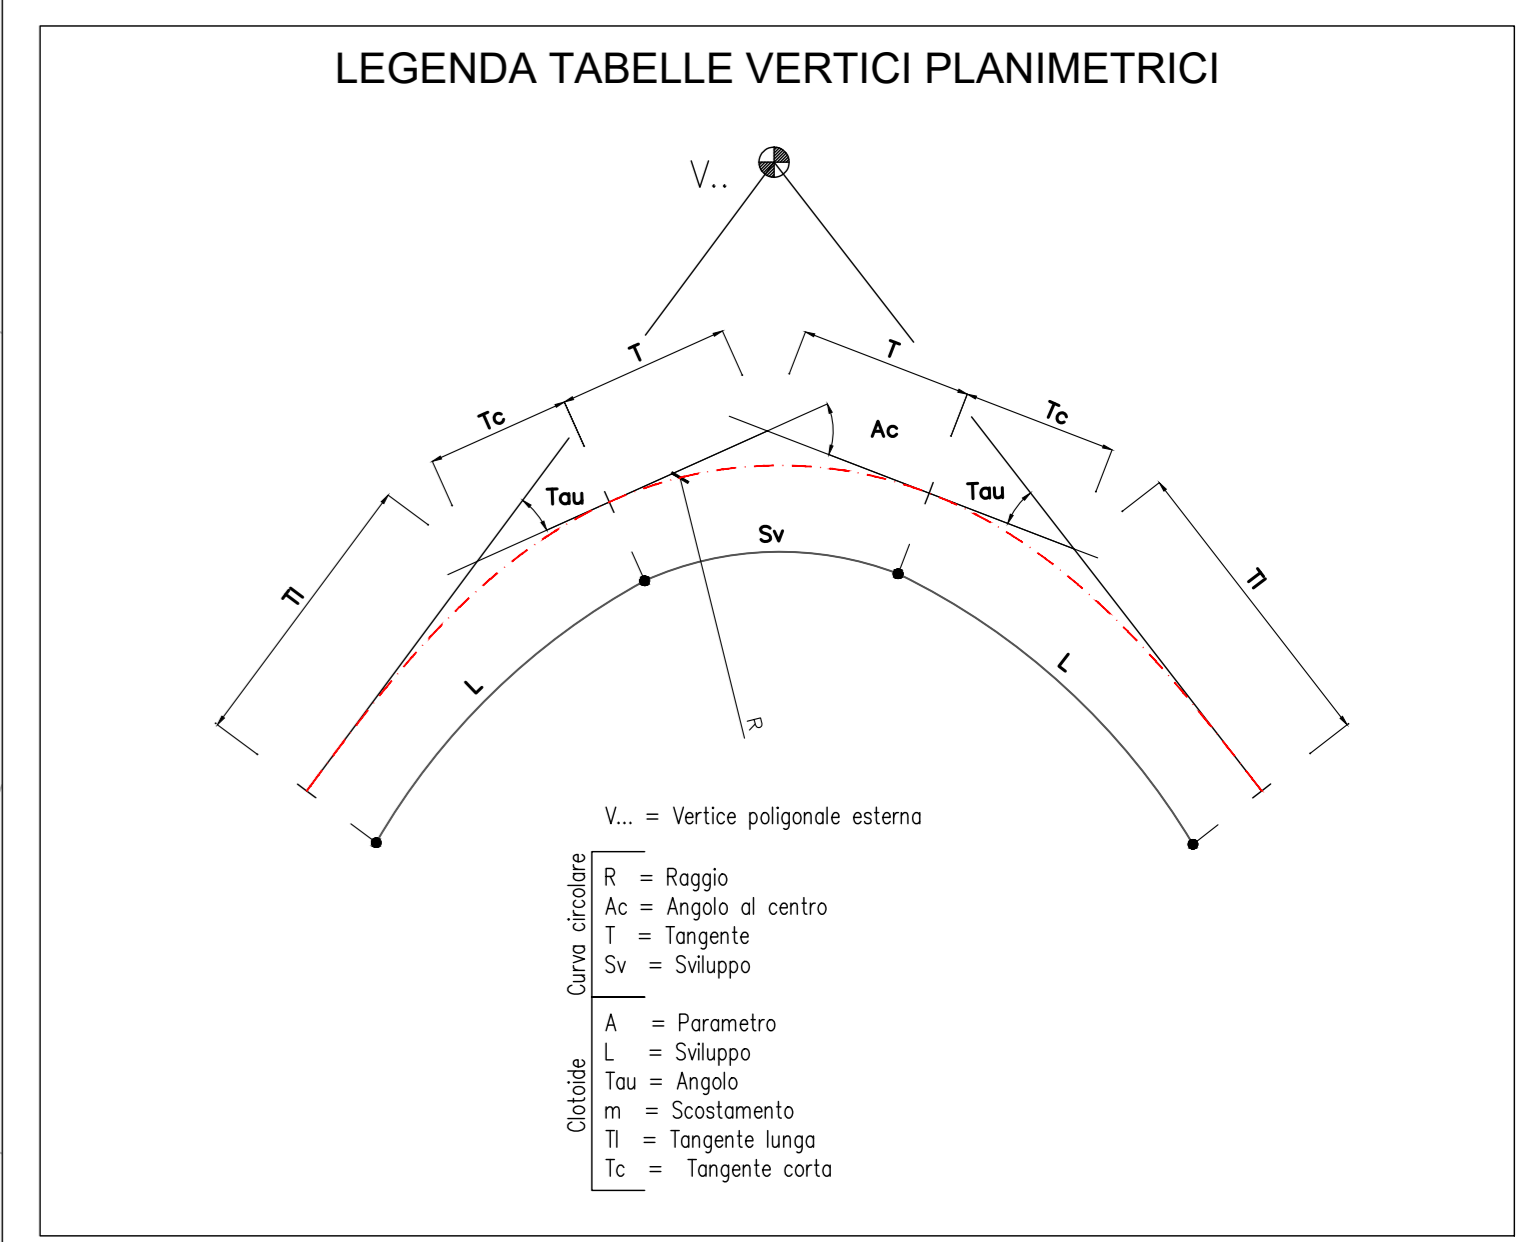 LEGENDA TABELLE VERTICI PLANIMETRICI
V..
T
T
Tc
Tc
Ac
Tau
Tau
Sv
Tl
Tl
L
L
R
V... = Vertice poligonale esterna
Curva circolare
R = Raggio
Ac = Angolo al centro
T = Tangente
Sv = Sviluppo
Clotoide
A = Parametro
L = Sviluppo
Tau = Angolo
m = Scostamento
Tl = Tangente lunga
Tc = Tangente corta